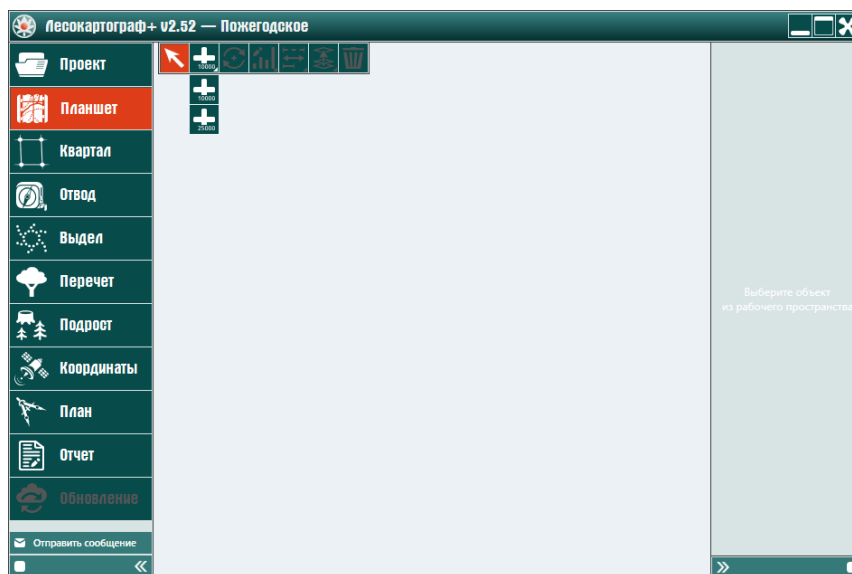 Лесокартограф+ v2.52 — Пожегодское
Проект
10000
Планшет
10000
25000
Квартал
Отвод
Выдел
Перечет
Выберите объект
из рабочего пространства
Подрост
Координаты
План
Отчет
Обновление
Отправить сообщение